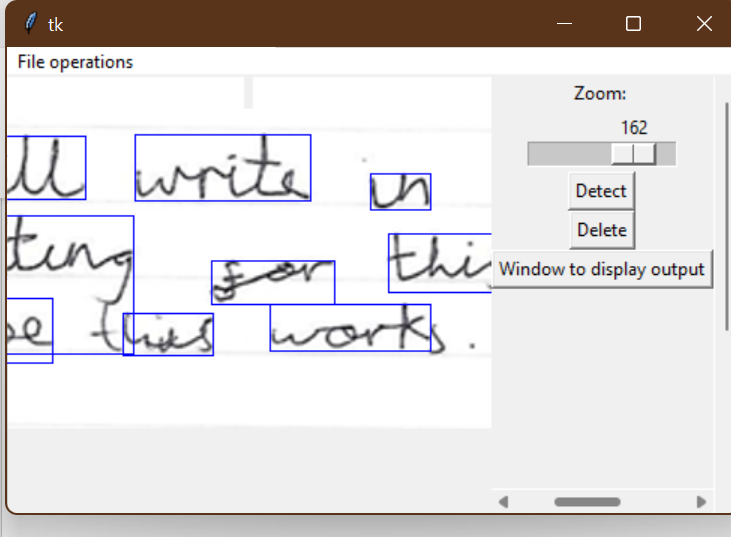 tk
File operations
Zoom:
162
Detect
Delete
Window to display output
ll write in
ting for thi
be this works.